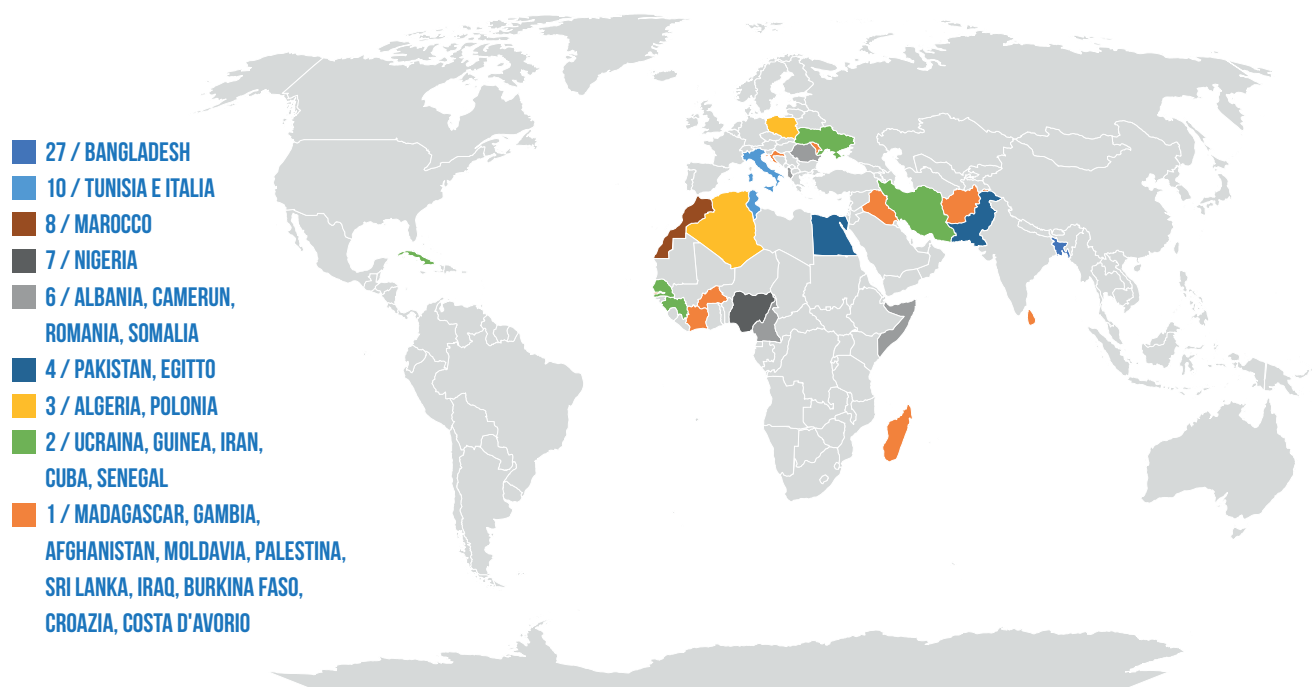 27 / BANGLADESH
10 / TUNISIA E ITALIA
8 / MAROCCO
7 / NIGERIA
6 / ALBANIA, CAMERUN,
ROMANIA, SOMALIA
4 / PAKISTAN, EGITTO
3 / ALGERIA, POLONIA
2 / UCRAINA, GUINEA, IRAN,
CUBA, SENEGAL
1 / MADAGASCAR, GAMBIA,
AFGHANISTAN, MOLDAVIA, PALESTINA,
SRI LANKA, IRAQ, BURKINA FASO,
CROAZIA, COSTA D'AVORIO